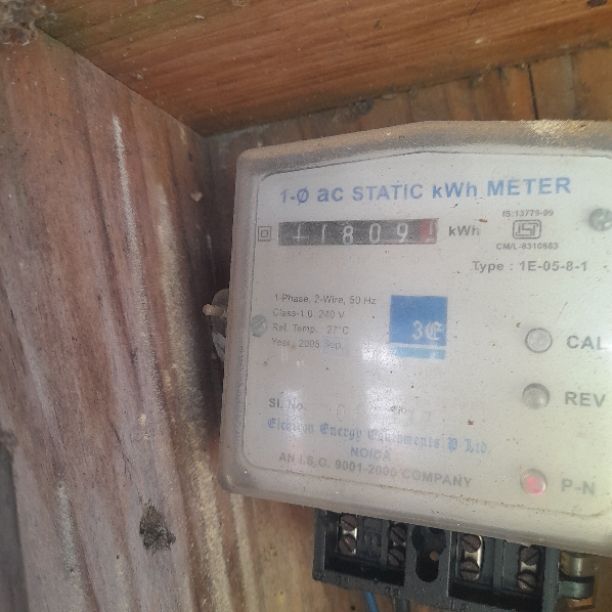 1-Ø ac STATIC kWh METER
IS:13779-99
809
kWh
CM/L-8310683
Type : 1E-05-8-1
1-Phase, 2-Wire, 50 Hz
Class-1.0, 240 V
Ref. Temp. 27°C
Year. 2005 Sep.
3E
CAL
REV
Sl. No.
Electron Energy Equipments P Ltd.
NOIDA
AN I.S.O. 9001-2000 COMPANY
P-N